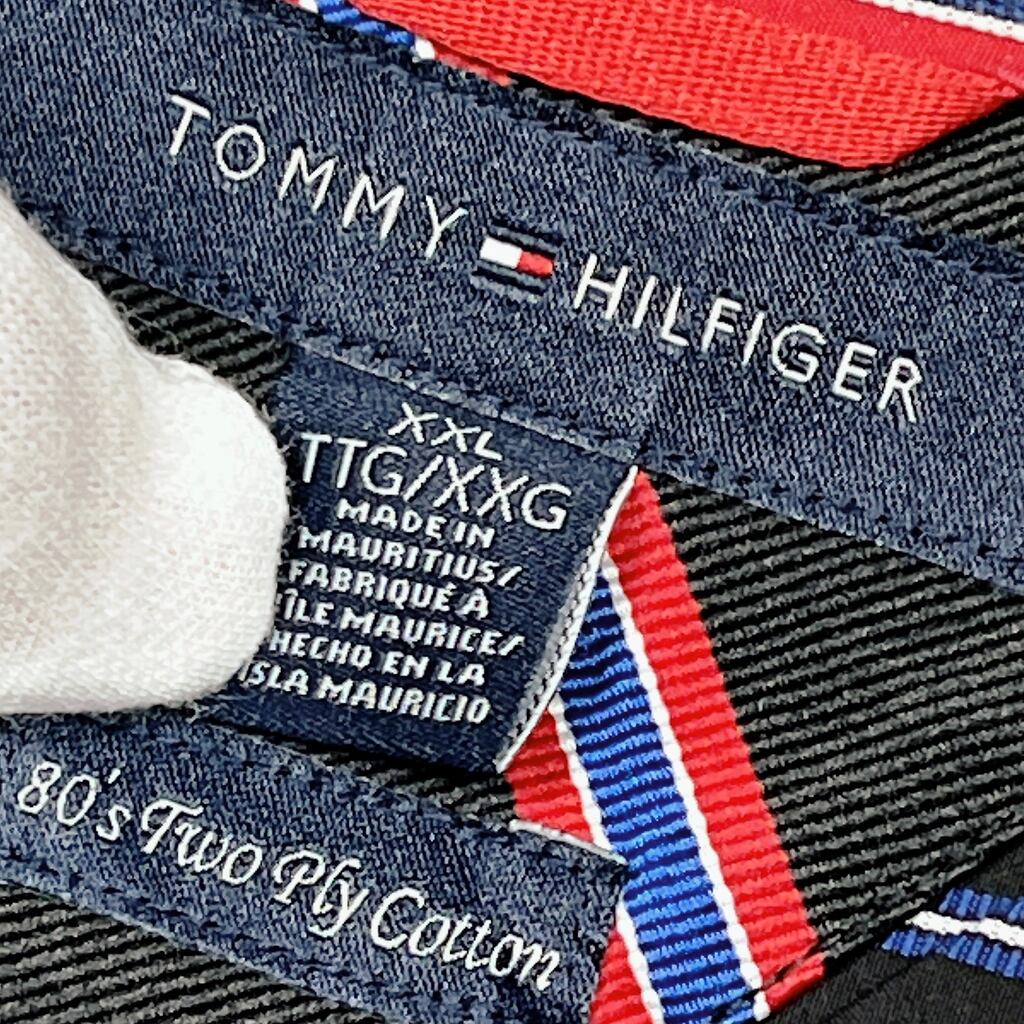 TOMMY HILFIGER
XXL
TTG/XXG
MADE IN
MAURITIUS/
FABRIQUÉ À
ÎLE MAURICE/
HECHO EN LA
ISLA MAURICIO
80's Two Ply Cotton